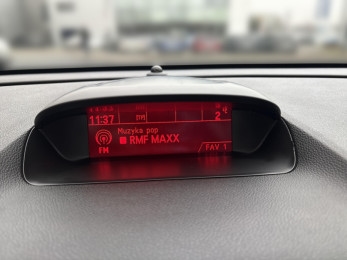 11:37 2
Muzyka pop
RMF MAXX
FM FAV 1